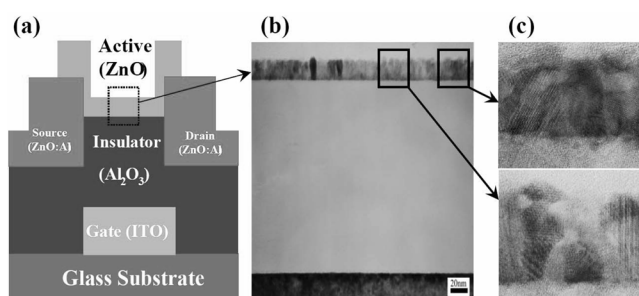 (a)
Active
(ZnO)
Source
(ZnO:A)
Insulator
Drain
(ZnO:A)
(Al2O3)
Gate (ITO)
Glass Substrate
(b)
20nm
(c)